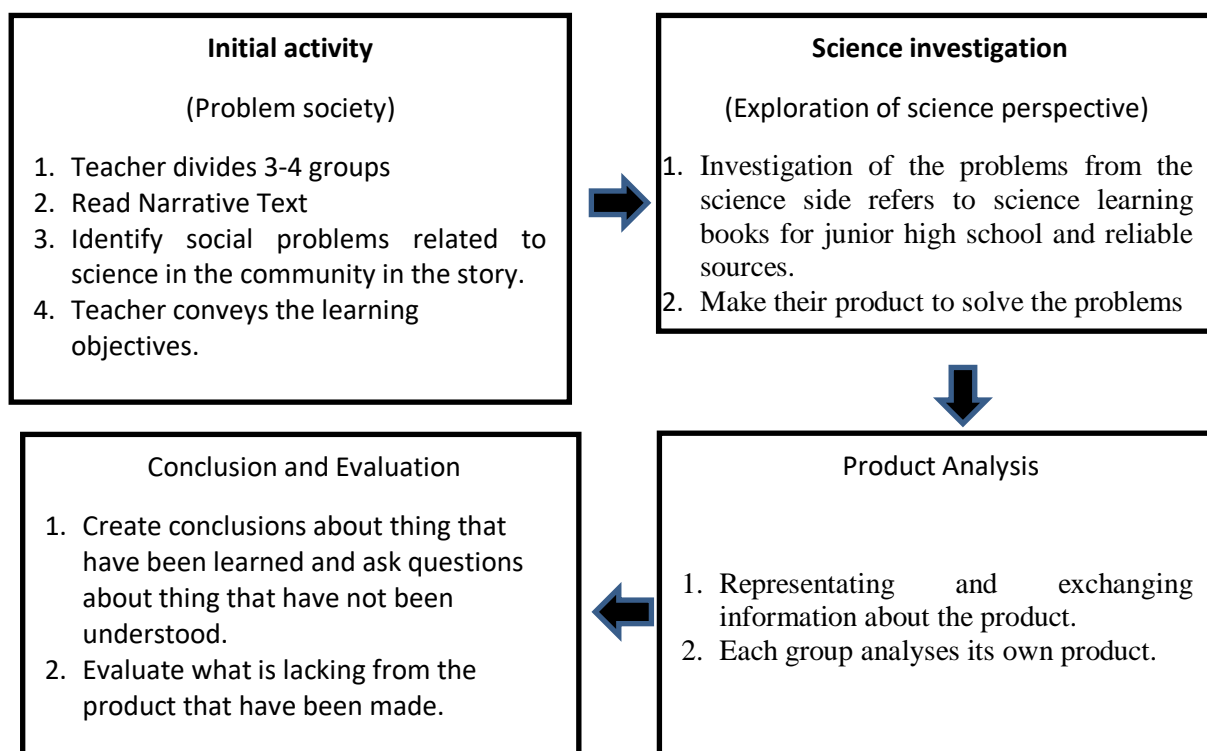 Initial activity
(Problem society)
1. Teacher divides 3-4 groups
2. Read Narrative Text
3. Identify social problems related to
science in the community in the story.
4. Teacher conveys the learning
objectives.
Science investigation
(Exploration of science perspective)
1. Investigation of the problems from the
science side refers to science learning
books for junior high school and reliable
sources.
2. Make their product to solve the problems
Product Analysis
1. Representating and exchanging
information about the product.
2. Each group analyses its own product.
Conclusion and Evaluation
1. Create conclusions about thing that
have been learned and ask questions
about thing that have not been
understood.
2. Evaluate what is lacking from the
product that have been made.